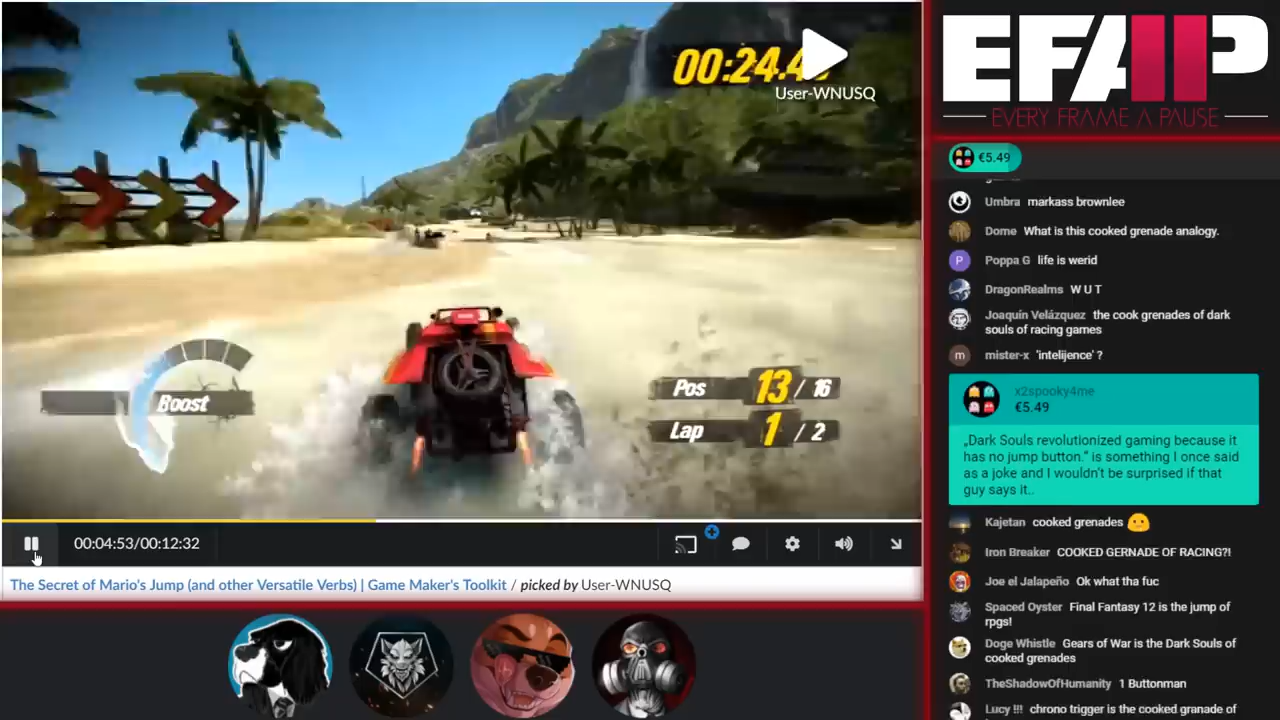 00:24.4
User-WNUSQ
Boost
Pos 13 / 16
Lap 1 / 2
00:04:53/00:12:32
The Secret of Mario's Jump (and other Versatile Verbs) | Game Maker's Toolkit / picked by User-WNUSQ
EFAP
EVERY FRAME A PAUSE
€5.49
Umbra markass brownlee
Dome What is this cooked grenade analogy.
P
Poppa G life is werid
DragonRealms W U T
Joaquín Velázquez the cook grenades of dark
souls of racing games
m
mister-x 'intelijence' ?
x2spooky4me
€5.49
„Dark Souls revolutionized gaming because it
has no jump button.“ is something I once said
as a joke and I wouldn't be surprised if that
guy says it..
Kajetan cooked grenades
Iron Breaker COOKED GERNADE OF RACING?!
Joe el Jalapeño Ok what tha fuc
Spaced Oyster Final Fantasy 12 is the jump of
rpgs!
Doge Whistle Gears of War is the Dark Souls of
cooked grenades
TheShadowOfHumanity 1 Buttonman
Lucy !!! chrono trigger is the cooked granade of